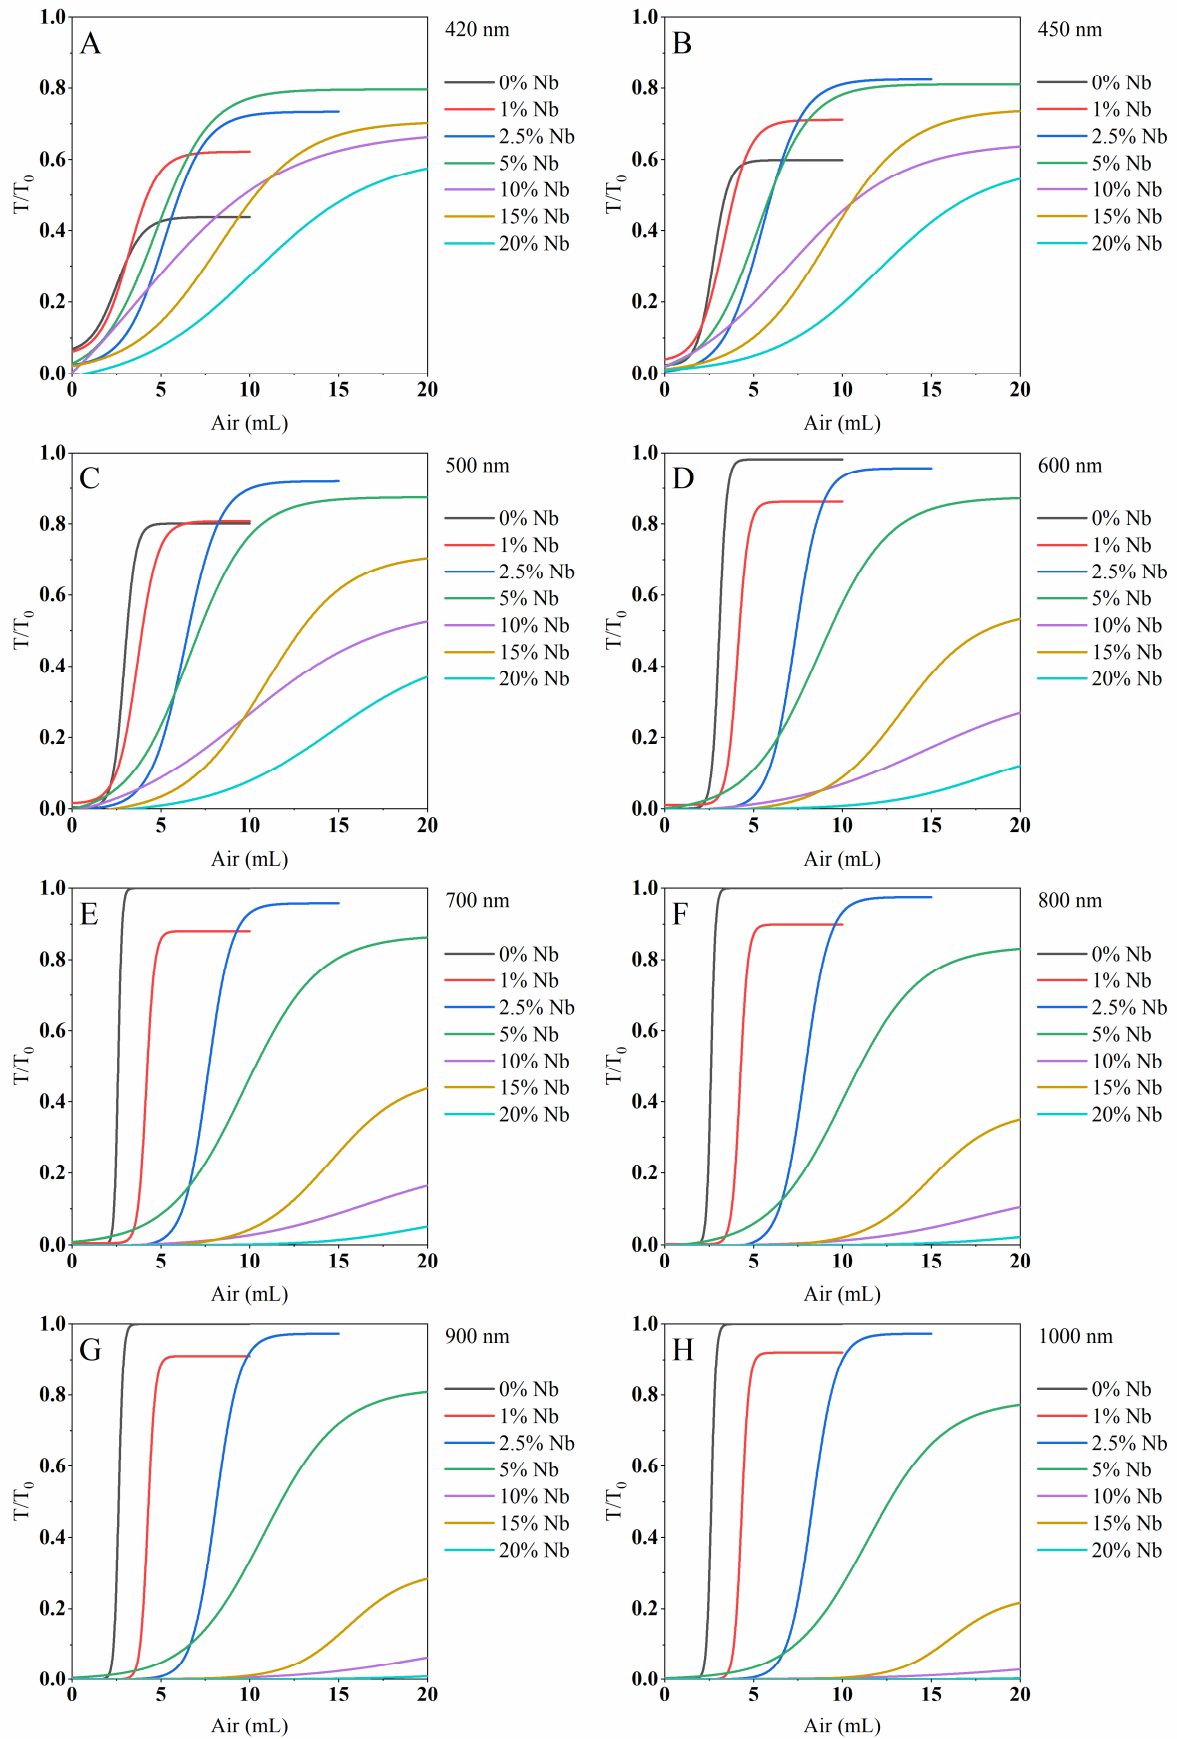 A
420 nm
T/T0
1.0
0.8
0.6
0.4
0.2
0.0
0 5 10 15 20
Air (mL)
0% Nb
1% Nb
2.5% Nb
5% Nb
10% Nb
15% Nb
20% Nb
B
450 nm
T/T0
1.0
0.8
0.6
0.4
0.2
0.0
0 5 10 15 20
Air (mL)
0% Nb
1% Nb
2.5% Nb
5% Nb
10% Nb
15% Nb
20% Nb
C
500 nm
T/T0
1.0
0.8
0.6
0.4
0.2
0.0
0 5 10 15 20
Air (mL)
0% Nb
1% Nb
2.5% Nb
5% Nb
10% Nb
15% Nb
20% Nb
D
600 nm
T/T0
1.0
0.8
0.6
0.4
0.2
0.0
0 5 10 15 20
Air (mL)
0% Nb
1% Nb
2.5% Nb
5% Nb
10% Nb
15% Nb
20% Nb
E
700 nm
T/T0
1.0
0.8
0.6
0.4
0.2
0.0
0 5 10 15 20
Air (mL)
0% Nb
1% Nb
2.5% Nb
5% Nb
10% Nb
15% Nb
20% Nb
F
800 nm
T/T0
1.0
0.8
0.6
0.4
0.2
0.0
0 5 10 15 20
Air (mL)
0% Nb
1% Nb
2.5% Nb
5% Nb
10% Nb
15% Nb
20% Nb
G
900 nm
T/T0
1.0
0.8
0.6
0.4
0.2
0.0
0 5 10 15 20
Air (mL)
0% Nb
1% Nb
2.5% Nb
5% Nb
10% Nb
15% Nb
20% Nb
H
1000 nm
T/T0
1.0
0.8
0.6
0.4
0.2
0.0
0 5 10 15 20
Air (mL)
0% Nb
1% Nb
2.5% Nb
5% Nb
10% Nb
15% Nb
20% Nb